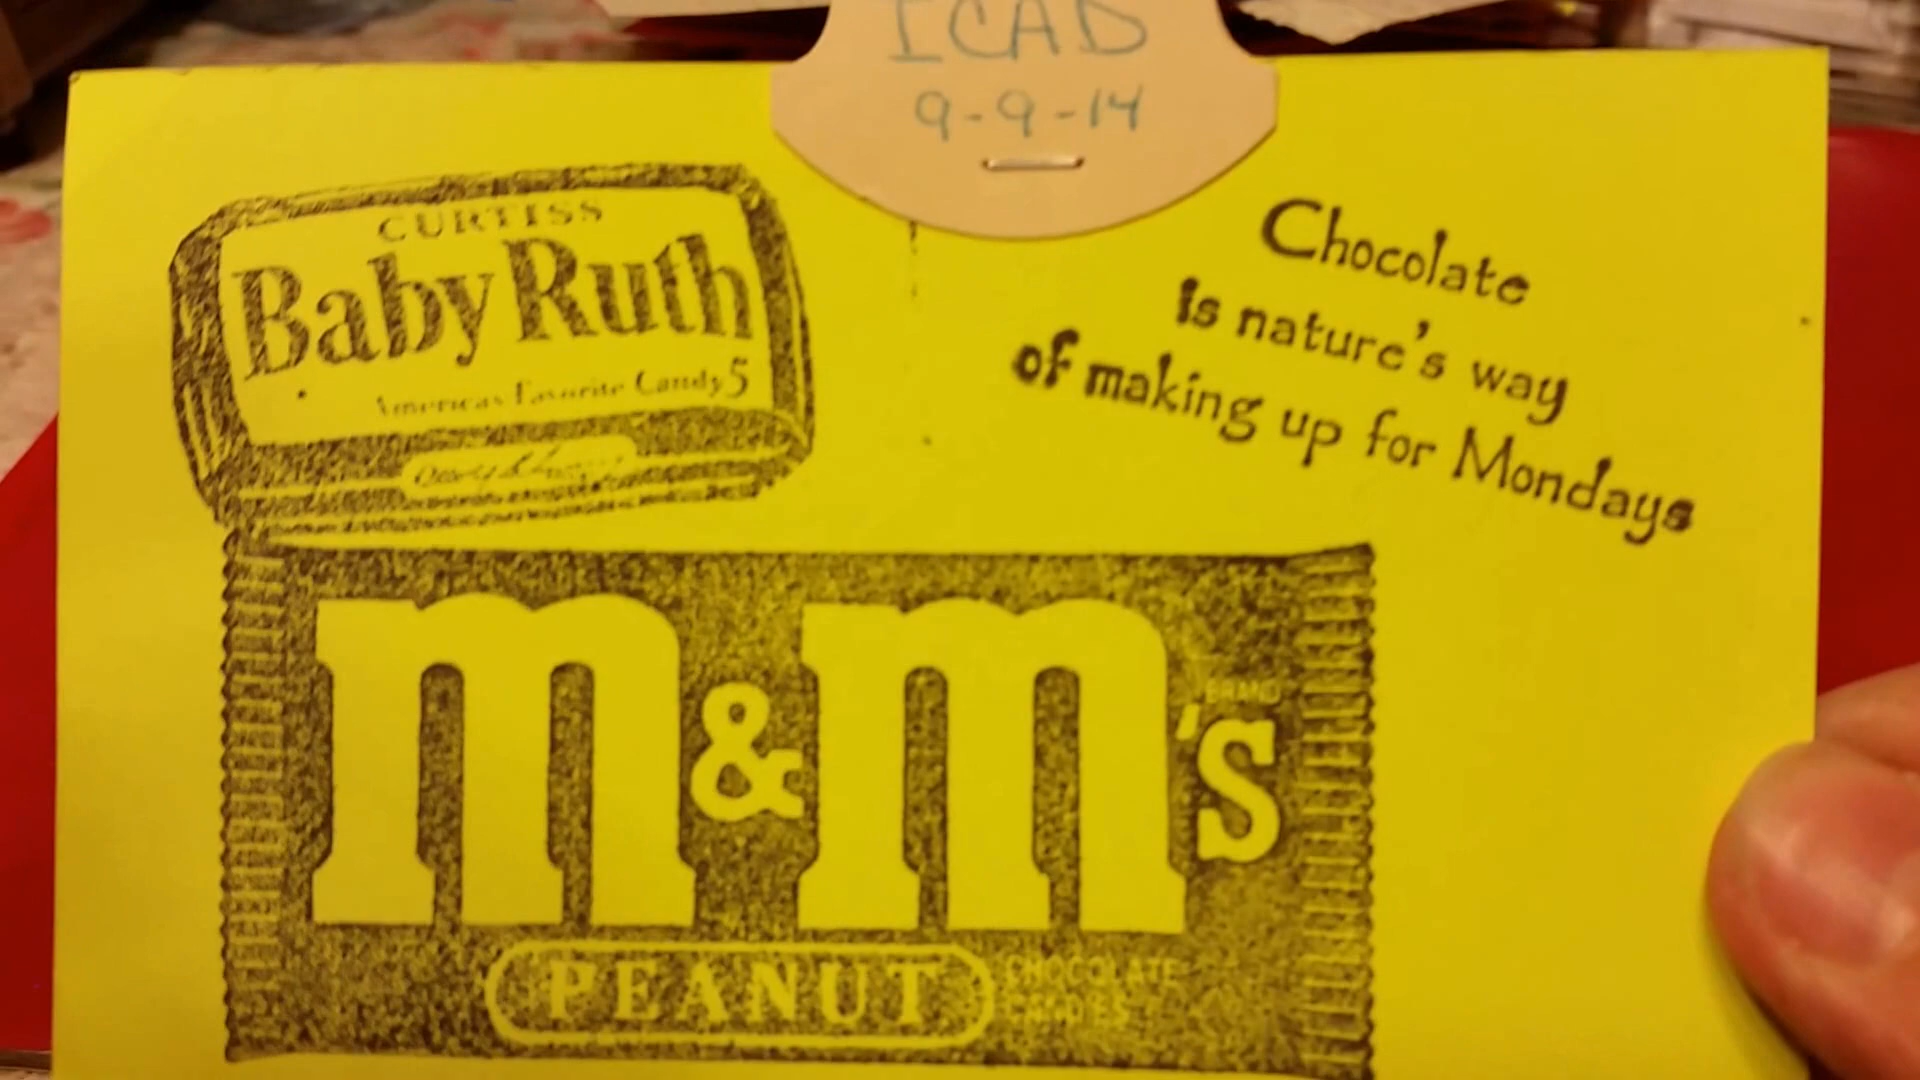 ICAD
9-9-14
CURTISS
Baby Ruth
Americas Favorite Candy 5
Chocolate
is nature's way
of making up for Mondays
m&m's
BRAND
PEANUT
CHOCOLATE
CANDIES